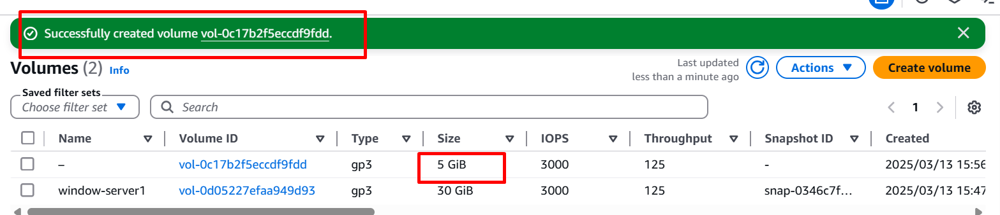 Successfully created volume vol-0c17b2f5eccdf9fdd.
Volumes (2) Info
Last updated
less than a minute ago
Actions
Create volume
Saved filter sets
Choose filter set
Search
1
Name Volume ID Type Size IOPS Throughput Snapshot ID Created
– vol-0c17b2f5eccdf9fdd gp3 5 GiB 3000 125 - 2025/03/13 15:56
window-server1 vol-0d05227efaa949d93 gp3 30 GiB 3000 125 snap-0346c7f… 2025/03/13 15:47